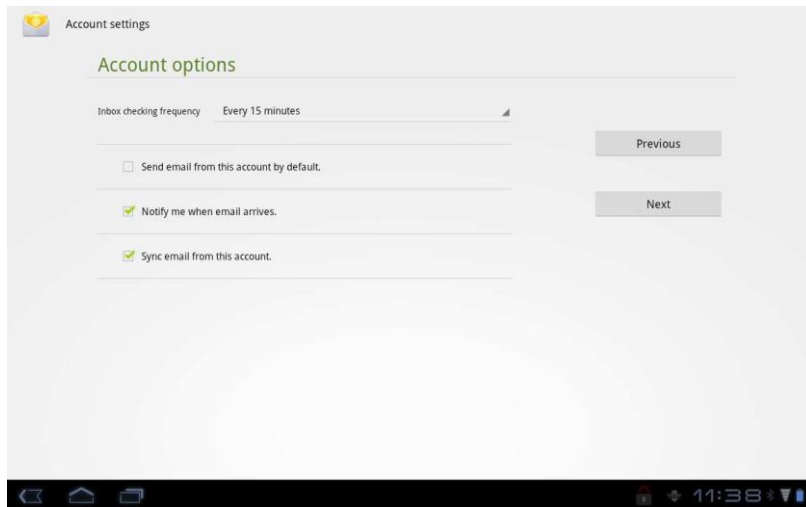 Account settings
Account options
Inbox checking frequency Every 15 minutes
Previous
Send email from this account by default.
Notify me when email arrives.
Next
Sync email from this account.
11:38